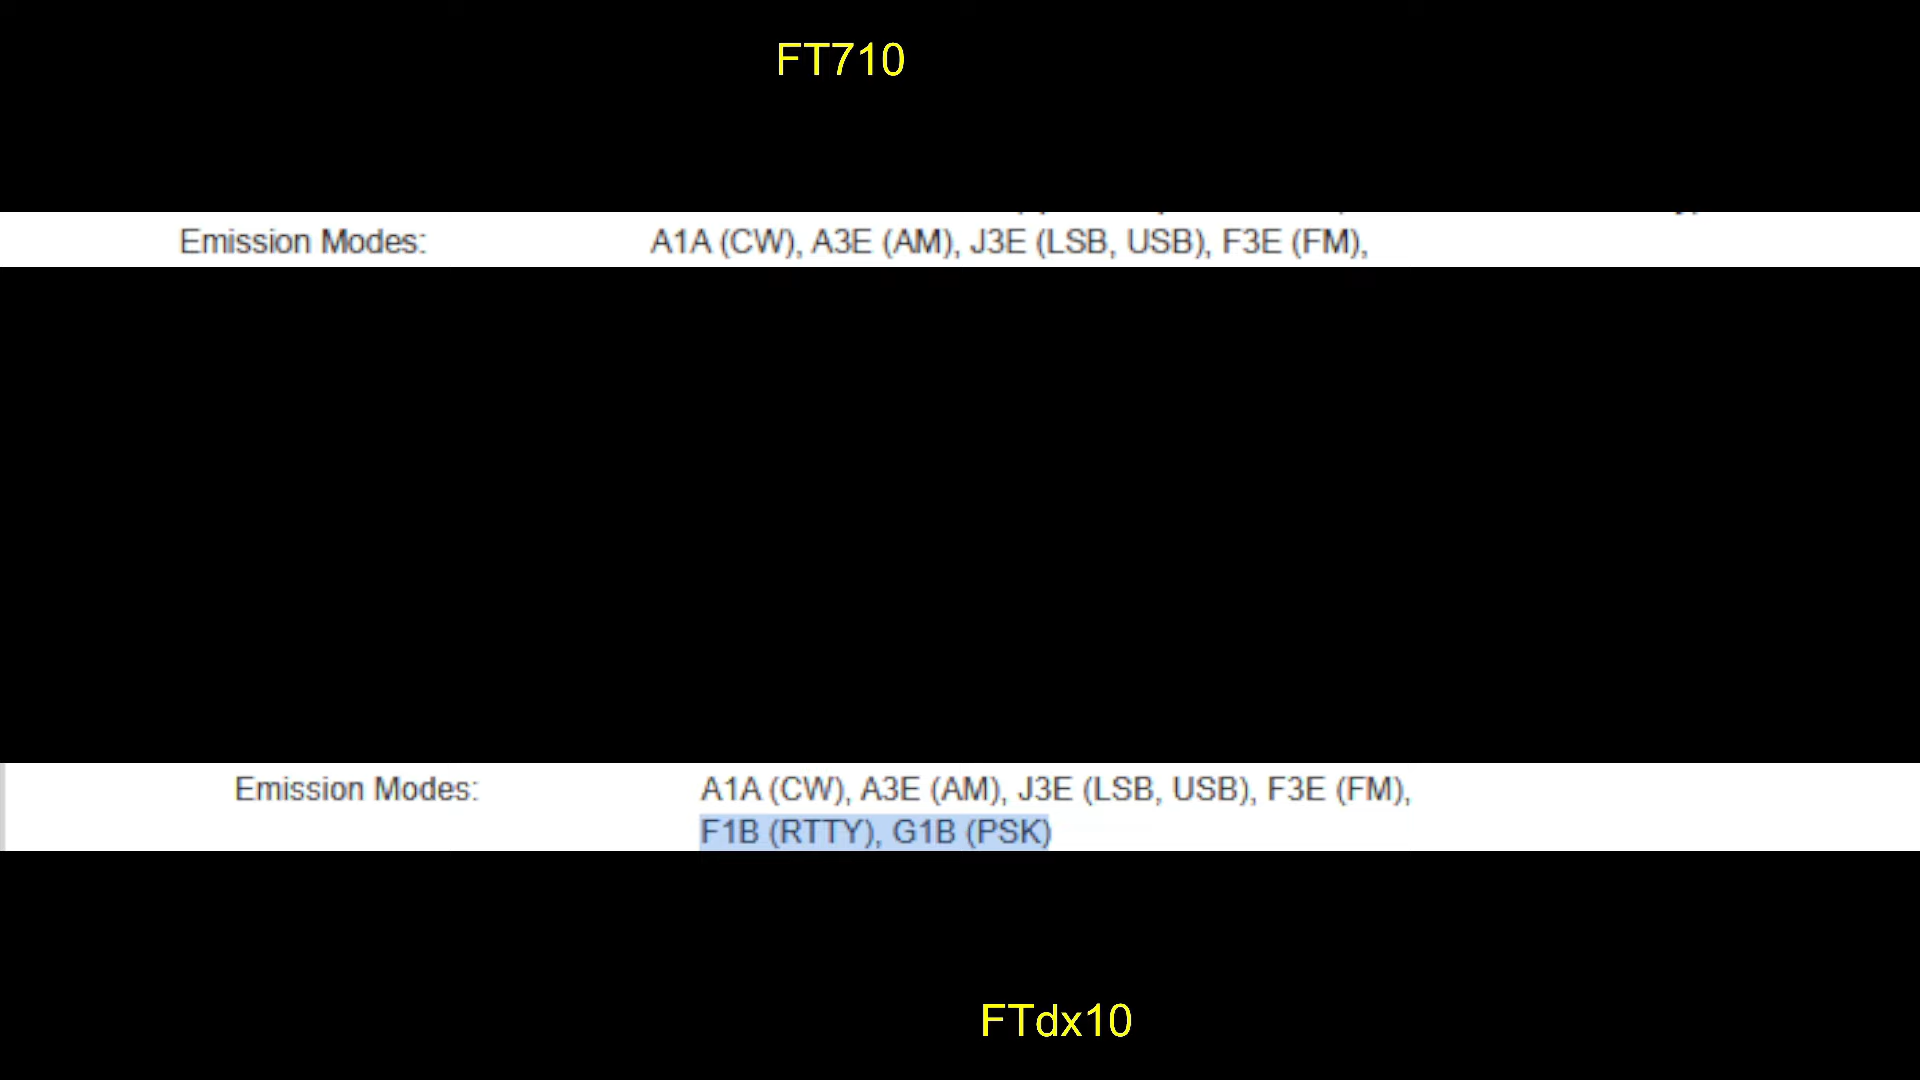 FT710
Emission Modes: A1A (CW), A3E (AM), J3E (LSB, USB), F3E (FM),
Emission Modes: A1A (CW), A3E (AM), J3E (LSB, USB), F3E (FM),
F1B (RTTY), G1B (PSK)
FTdx10